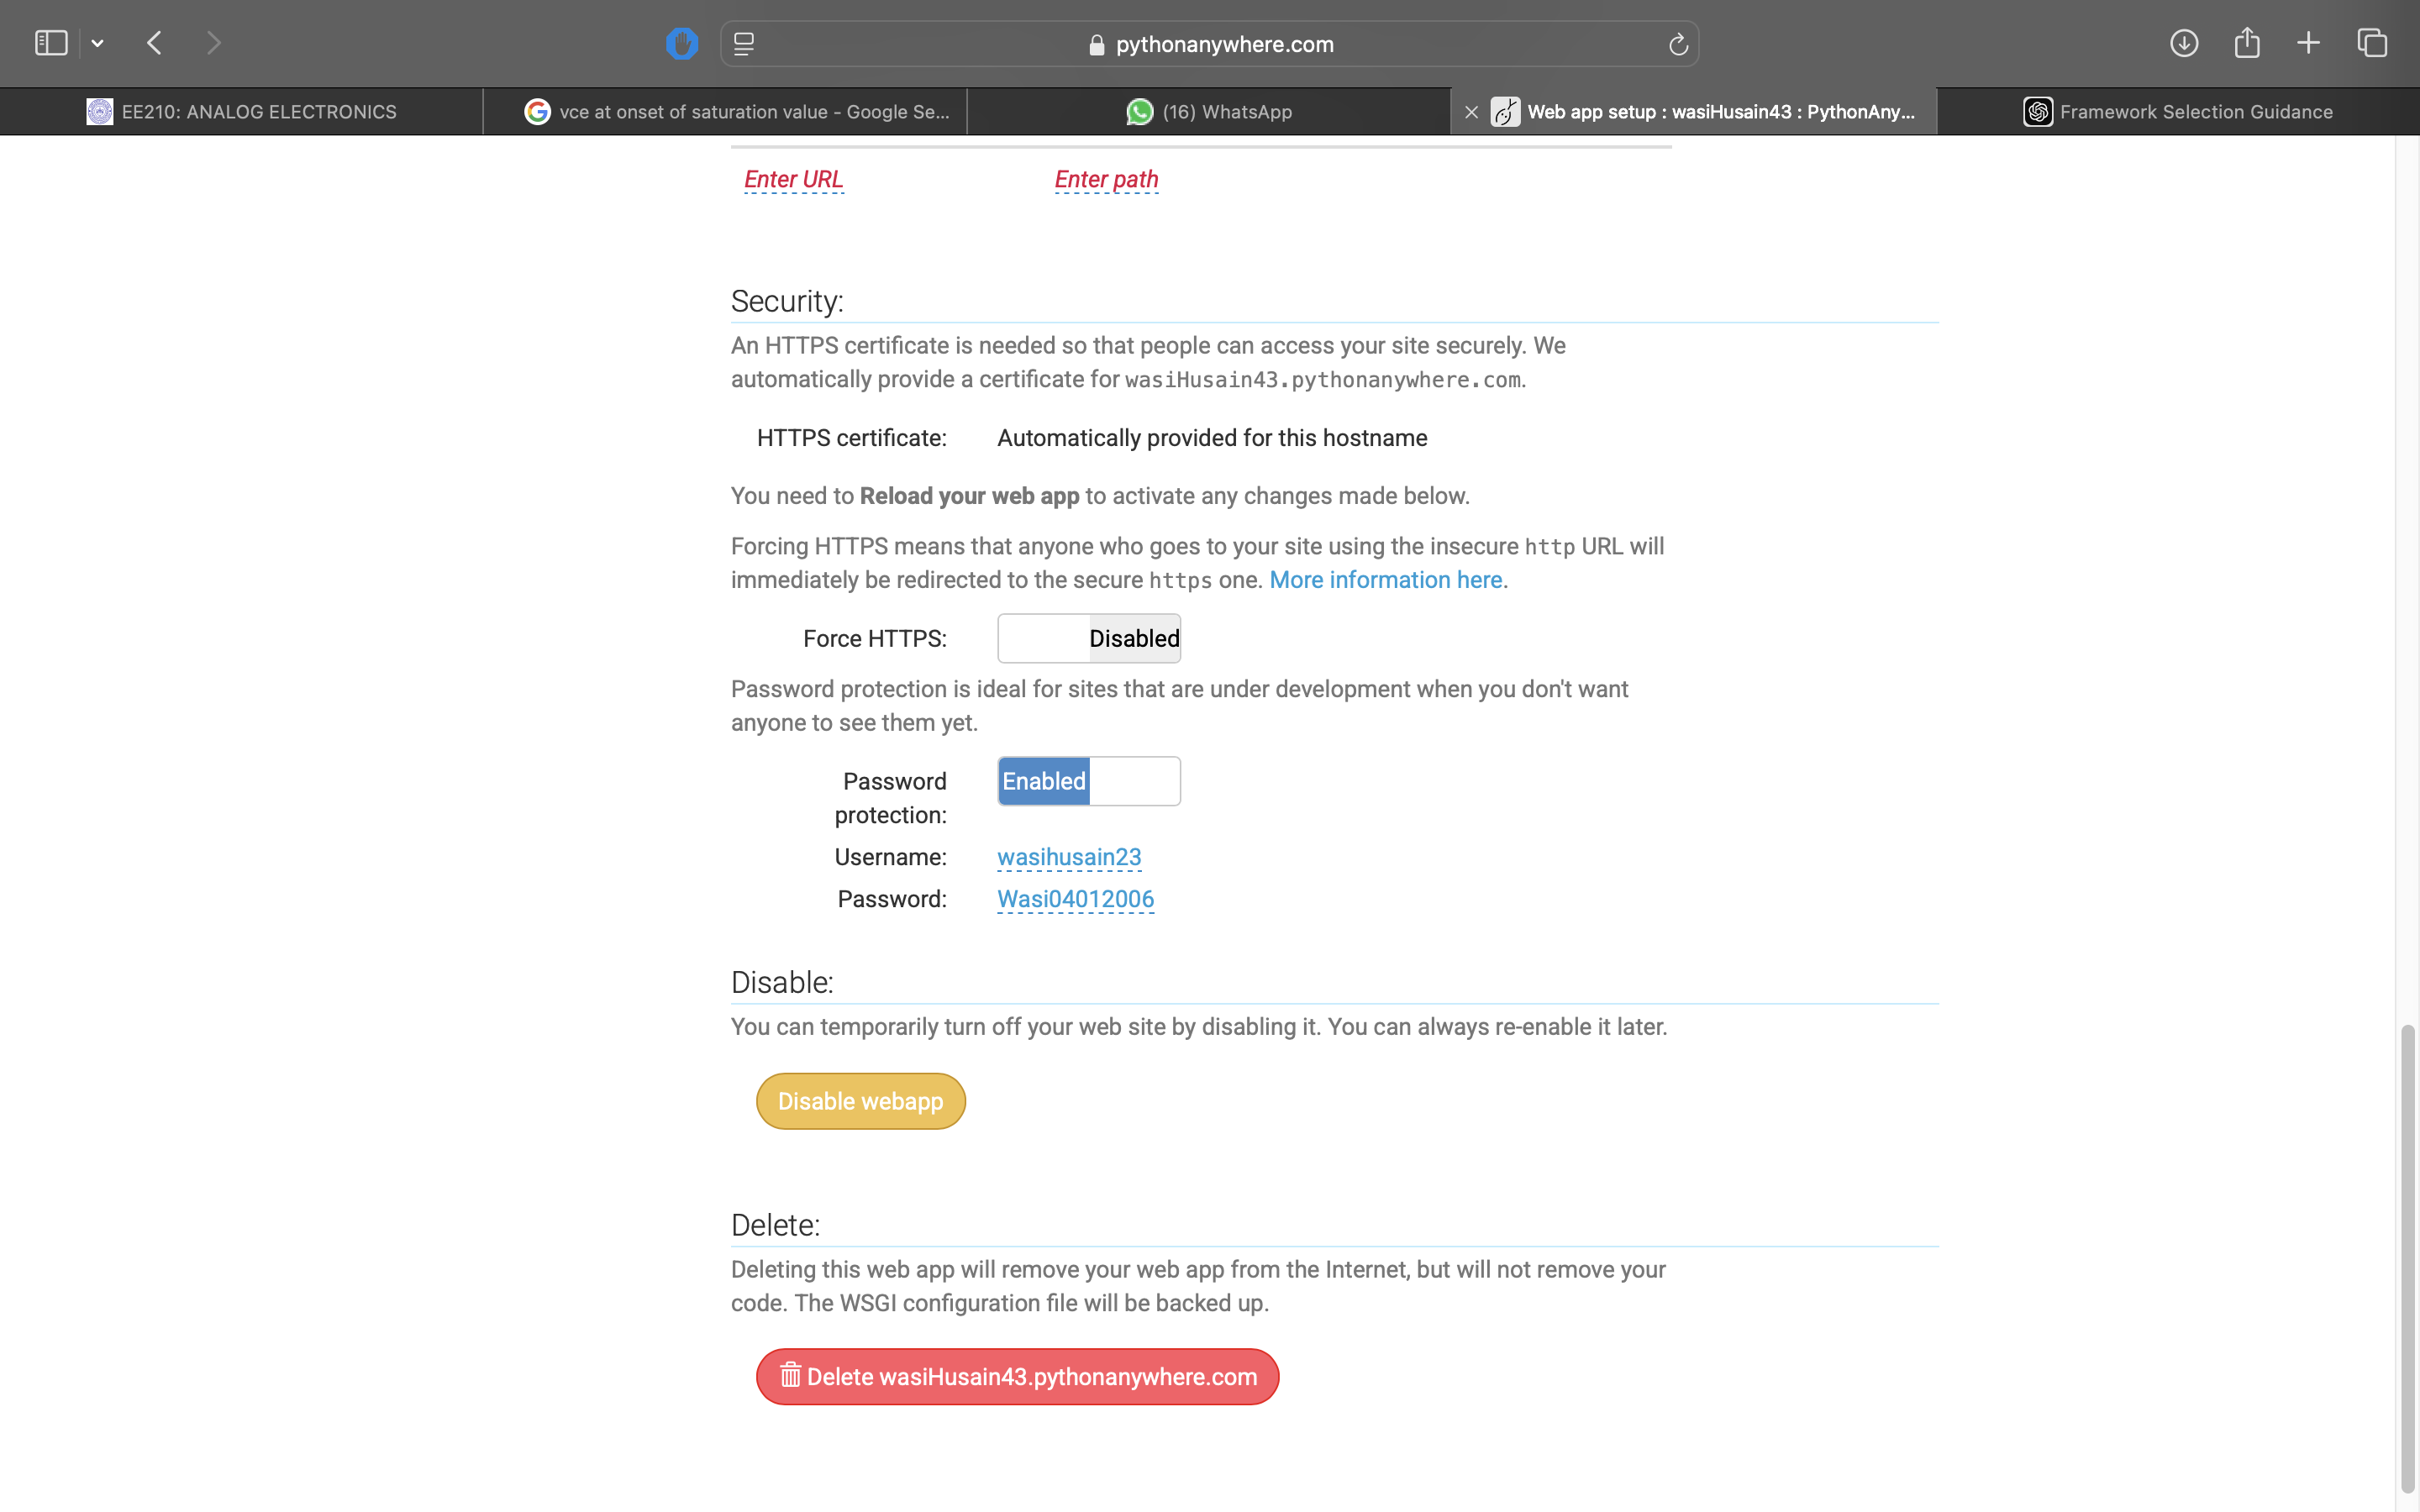 pythonanywhere.com
EE210: ANALOG ELECTRONICS
vce at onset of saturation value - Google Se...
(16) WhatsApp
Web app setup : wasiHusain43 : PythonAny...
Framework Selection Guidance
Enter URL
Enter path
Security:
An HTTPS certificate is needed so that people can access your site securely. We
automatically provide a certificate for wasiHusain43.pythonanywhere.com.
HTTPS certificate: Automatically provided for this hostname
You need to Reload your web app to activate any changes made below.
Forcing HTTPS means that anyone who goes to your site using the insecure http URL will
immediately be redirected to the secure https one. More information here.
Force HTTPS: Disabled
Password protection is ideal for sites that are under development when you don't want
anyone to see them yet.
Password
protection:
Enabled
Username: wasihusain23
Password: Wasi04012006
Disable:
You can temporarily turn off your web site by disabling it. You can always re-enable it later.
Disable webapp
Delete:
Deleting this web app will remove your web app from the Internet, but will not remove your
code. The WSGI configuration file will be backed up.
Delete wasiHusain43.pythonanywhere.com